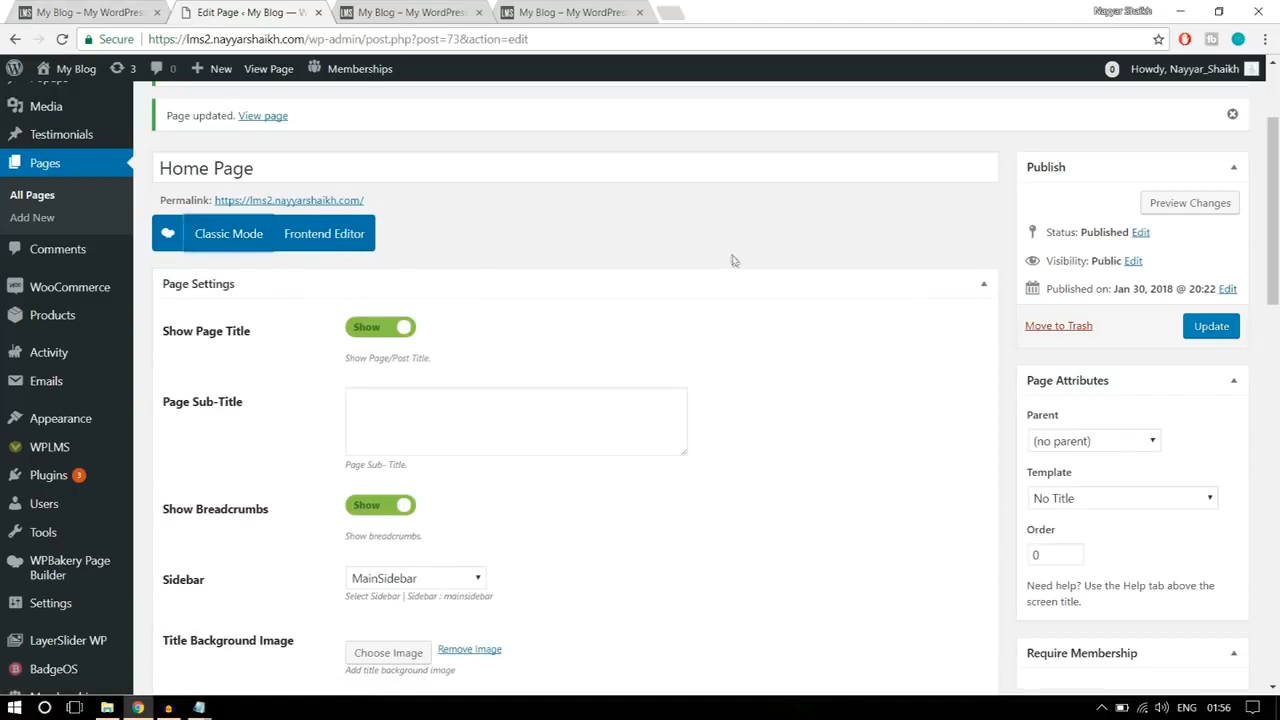 My Blog – My WordPress
Edit Page ‹ My Blog —
My Blog – My WordPress
My Blog – My WordPress
Nayyar Shaikh
Secure
https://lms2.nayyarshaikh.com/wp-admin/post.php?post=73&action=edit
My Blog
3
0
New
View Page
Memberships
0
Howdy, Nayyar_Shaikh
Media
Testimonials
Pages
All Pages
Add New
Comments
WooCommerce
Products
Activity
Emails
Appearance
WPLMS
Plugins 3
Users
Tools
WPBakery Page
Builder
Settings
LayerSlider WP
BadgeOS
Page updated. View page
Home Page
Permalink: https://lms2.nayyarshaikh.com/
Classic Mode
Frontend Editor
Page Settings
Show Page Title
Show
Show Page/Post Title.
Page Sub-Title
Page Sub- Title.
Show Breadcrumbs
Show
Show breadcrumbs.
Sidebar
MainSidebar
Select Sidebar | Sidebar : mainsidebar
Title Background Image
Choose Image
Remove Image
Add title background image
Publish
Preview Changes
Status: Published Edit
Visibility: Public Edit
Published on: Jan 30, 2018 @ 20:22 Edit
Move to Trash
Update
Page Attributes
Parent
(no parent)
Template
No Title
Order
0
Need help? Use the Help tab above the
screen title.
Require Membership
ENG
01:56